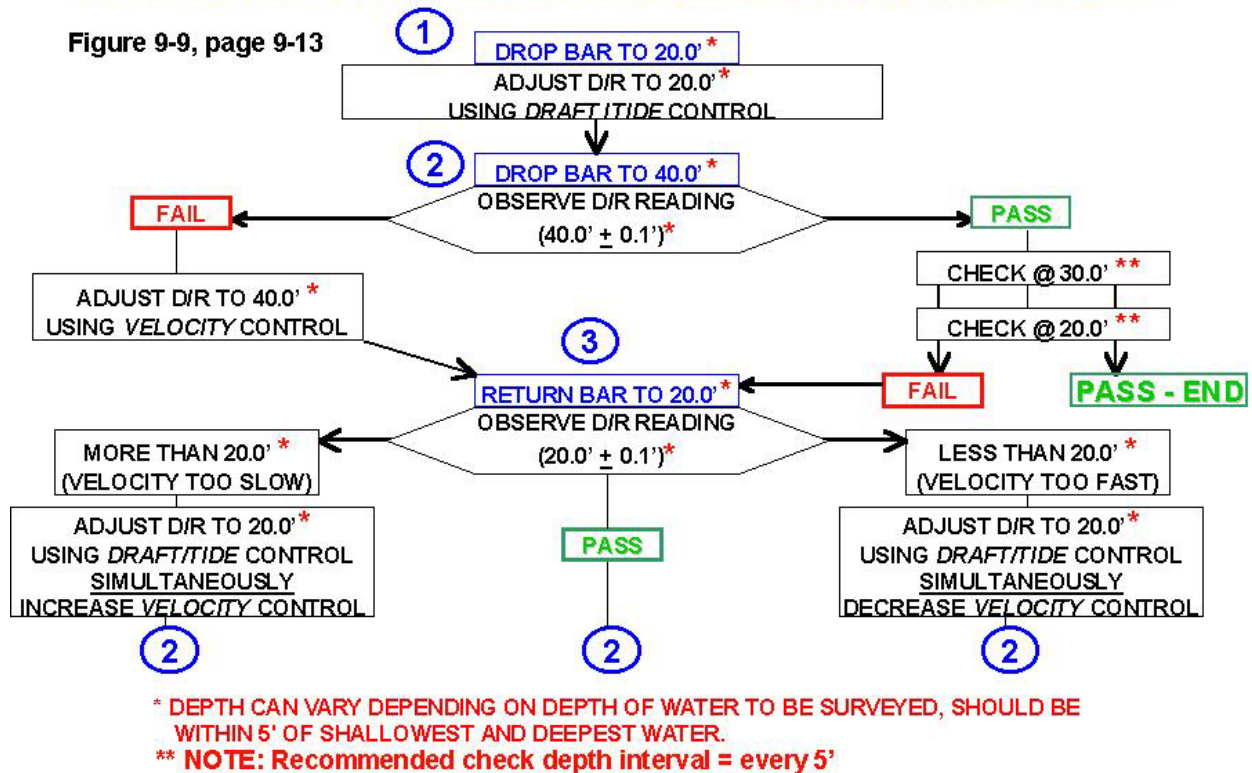 Figure 9-9, page 9-13
1
DROP BAR TO 20.0' *
ADJUST D/R TO 20.0' *
USING DRAFT/TIDE CONTROL
2
DROP BAR TO 40.0' *
OBSERVE D/R READING
(40.0' ± 0.1')*
FAIL
PASS
ADJUST D/R TO 40.0' *
USING VELOCITY CONTROL
CHECK @ 30.0' **
CHECK @ 20.0' **
3
RETURN BAR TO 20.0' *
FAIL
PASS - END
OBSERVE D/R READING
(20.0' ± 0.1')*
MORE THAN 20.0' *
(VELOCITY TOO SLOW)
LESS THAN 20.0' *
(VELOCITY TOO FAST)
ADJUST D/R TO 20.0' *
USING DRAFT/TIDE CONTROL
SIMULTANEOUSLY
INCREASE VELOCITY CONTROL
PASS
ADJUST D/R TO 20.0' *
USING DRAFT/TIDE CONTROL
SIMULTANEOUSLY
DECREASE VELOCITY CONTROL
2
2
2
* DEPTH CAN VARY DEPENDING ON DEPTH OF WATER TO BE SURVEYED, SHOULD BE
WITHIN 5' OF SHALLOWEST AND DEEPEST WATER.
** NOTE: Recommended check depth interval = every 5'